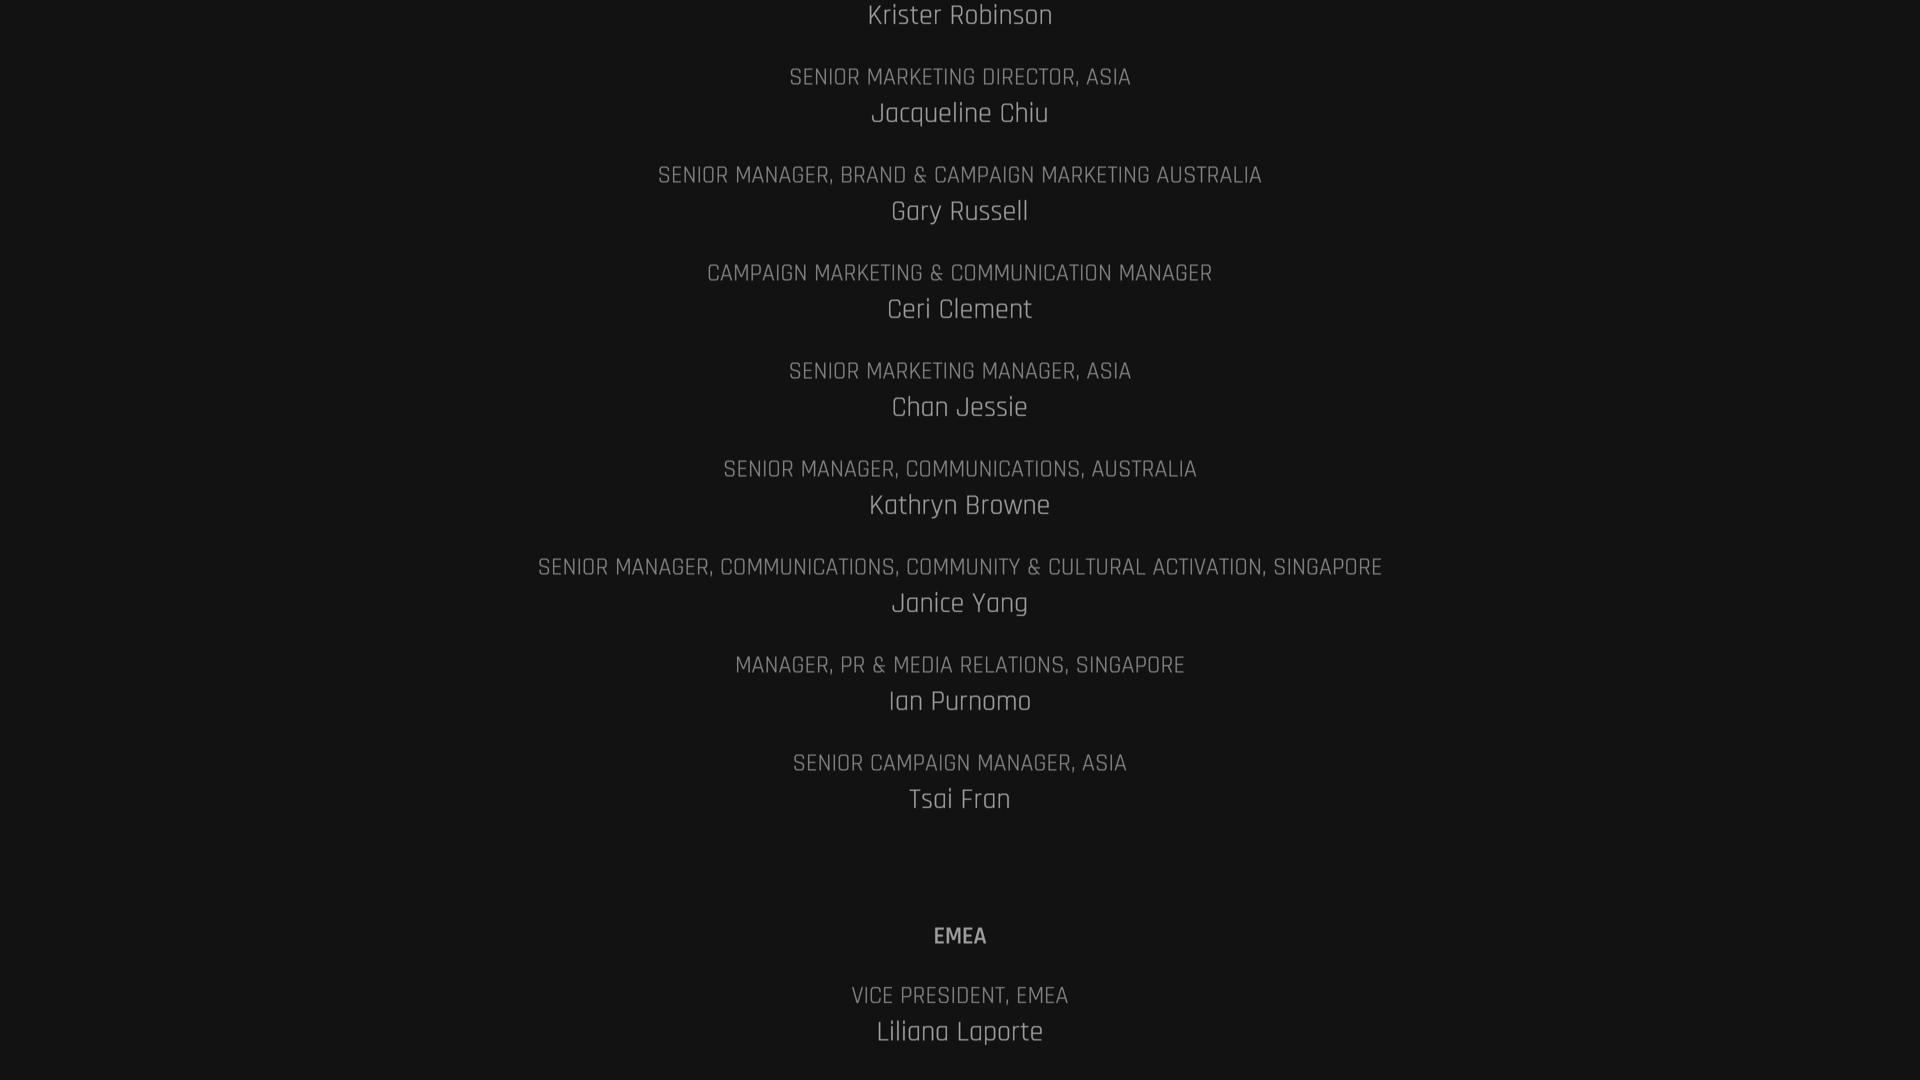 Krister Robinson
SENIOR MARKETING DIRECTOR, ASIA
Jacqueline Chiu
SENIOR MANAGER, BRAND & CAMPAIGN MARKETING AUSTRALIA
Gary Russell
CAMPAIGN MARKETING & COMMUNICATION MANAGER
Ceri Clement
SENIOR MARKETING MANAGER, ASIA
Chan Jessie
SENIOR MANAGER, COMMUNICATIONS, AUSTRALIA
Kathryn Browne
SENIOR MANAGER, COMMUNICATIONS, COMMUNITY & CULTURAL ACTIVATION, SINGAPORE
Janice Yang
MANAGER, PR & MEDIA RELATIONS, SINGAPORE
Ian Purnomo
SENIOR CAMPAIGN MANAGER, ASIA
Tsai Fran
EMEA
VICE PRESIDENT, EMEA
Liliana Laporte